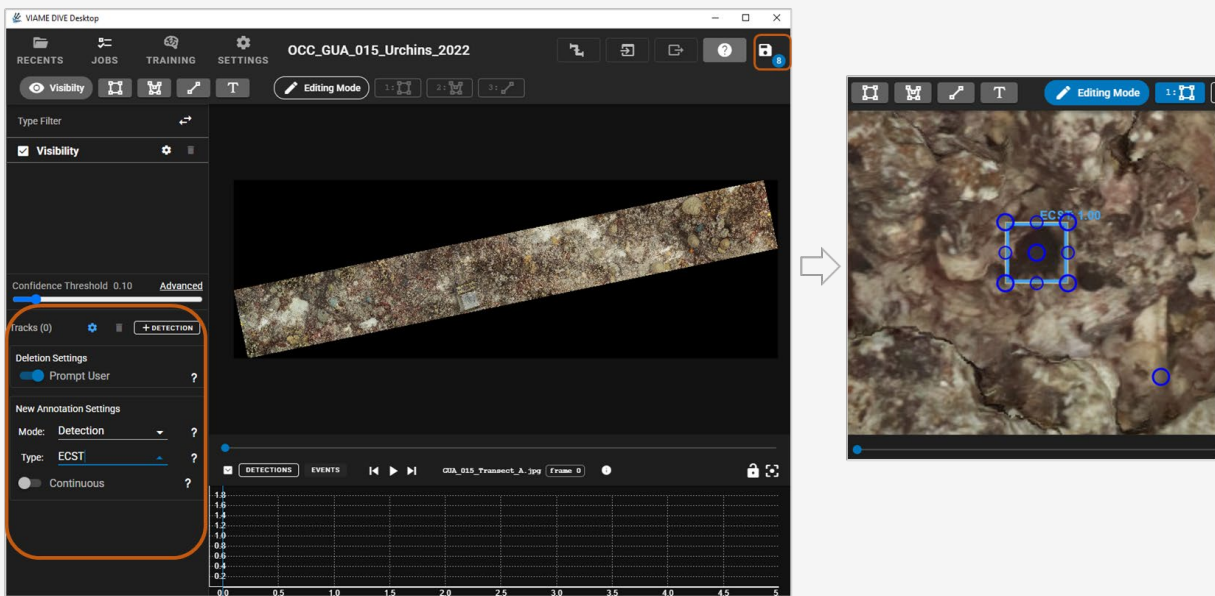 VIAME DIVE Desktop
RECENTS JOBS TRAINING SETTINGS OCC_GUA_015_Urchins_2022 ? 8
Visibilty T Editing Mode 1: 2: 3:
Type Filter
Visibility
Confidence Threshold 0.10 Advanced
Tracks (0) + DETECTION
Deletion Settings
Prompt User ?
New Annotation Settings
Mode: Detection ?
Type: ECST ?
Continuous ?
DETECTIONS EVENTS GUA_015_Transect_A.jpg frame 0
1.8
1.6
1.4
1.2
1.0
0.8
0.6
0.4
0.2
0.0 0.5 1.0 1.5 2.0 2.5 3.0 3.5 4.0 4.5 5
T Editing Mode 1:
ECST 1.00